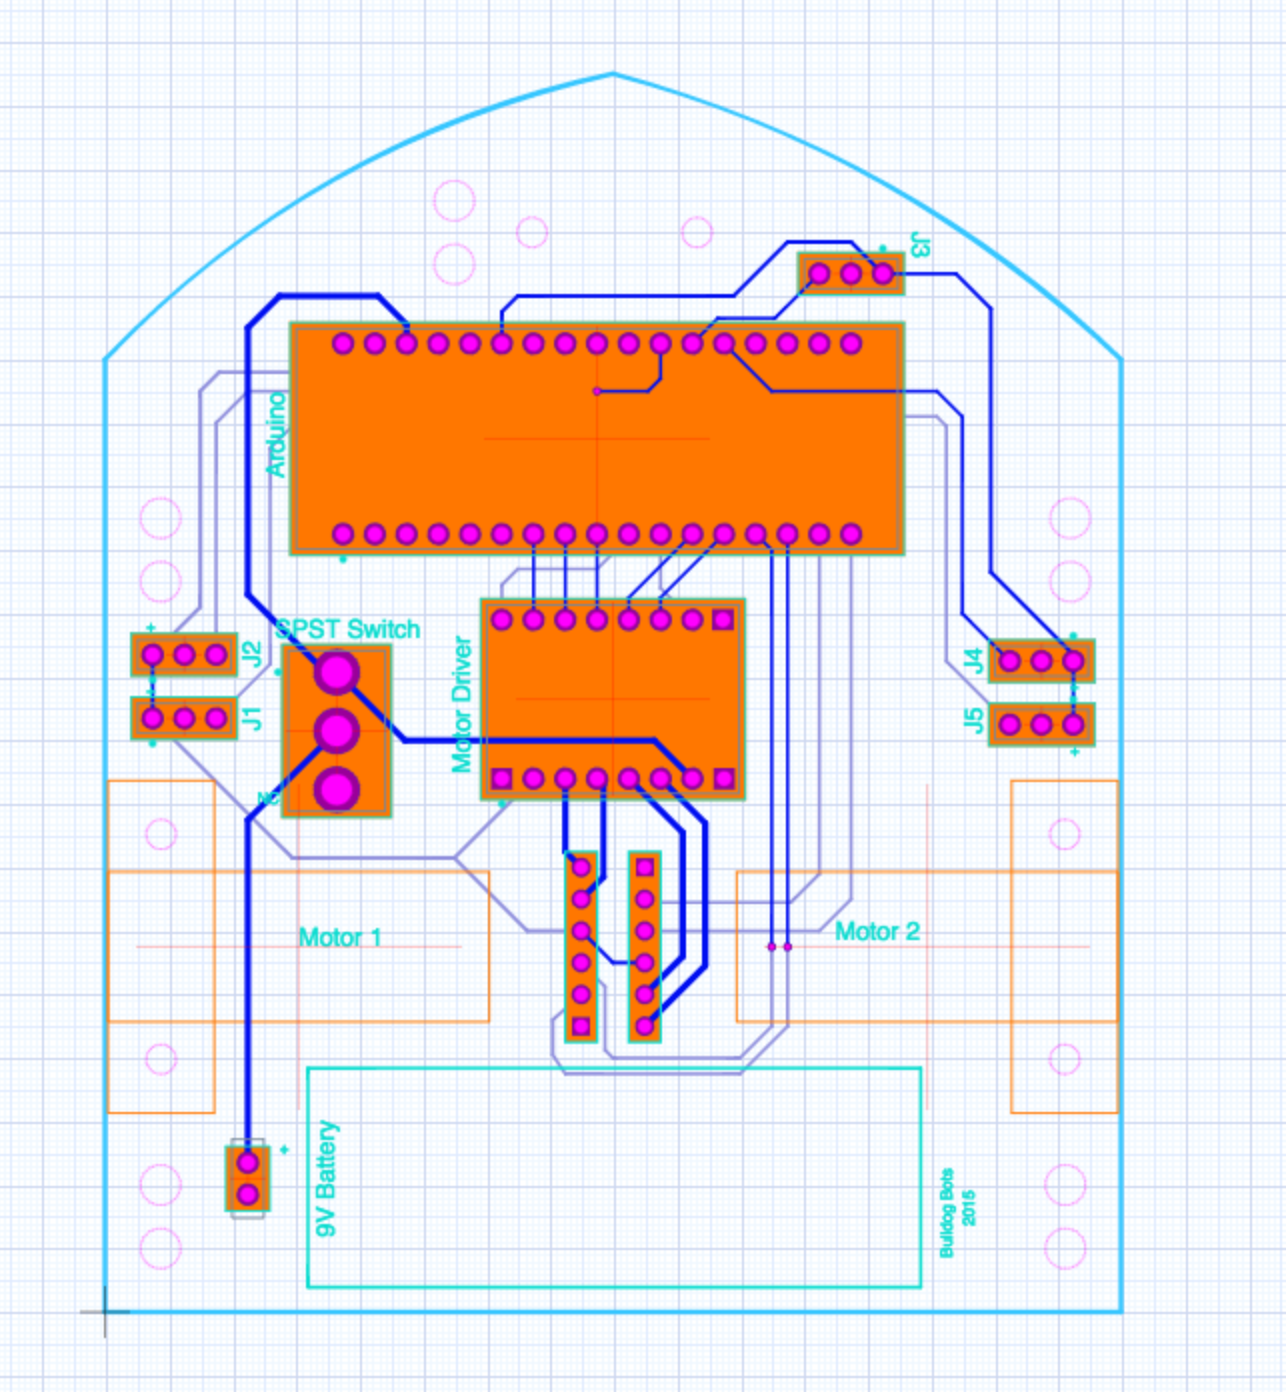 J3
Arduino
SPST Switch
+
J2
J1
Motor Driver
J4
J5
+
NC
Motor 1
Motor 2
+
9V Battery
Bulldog Bots
2015